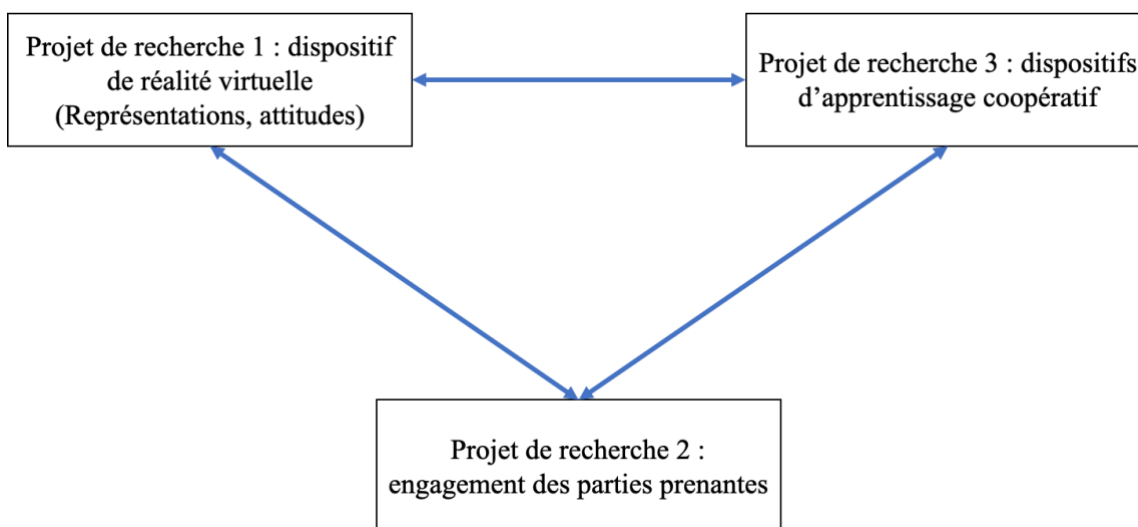 Projet de recherche 1 : dispositif
de réalité virtuelle
(Représentations, attitudes)
Projet de recherche 3 : dispositifs
d’apprentissage coopératif
Projet de recherche 2 :
engagement des parties prenantes